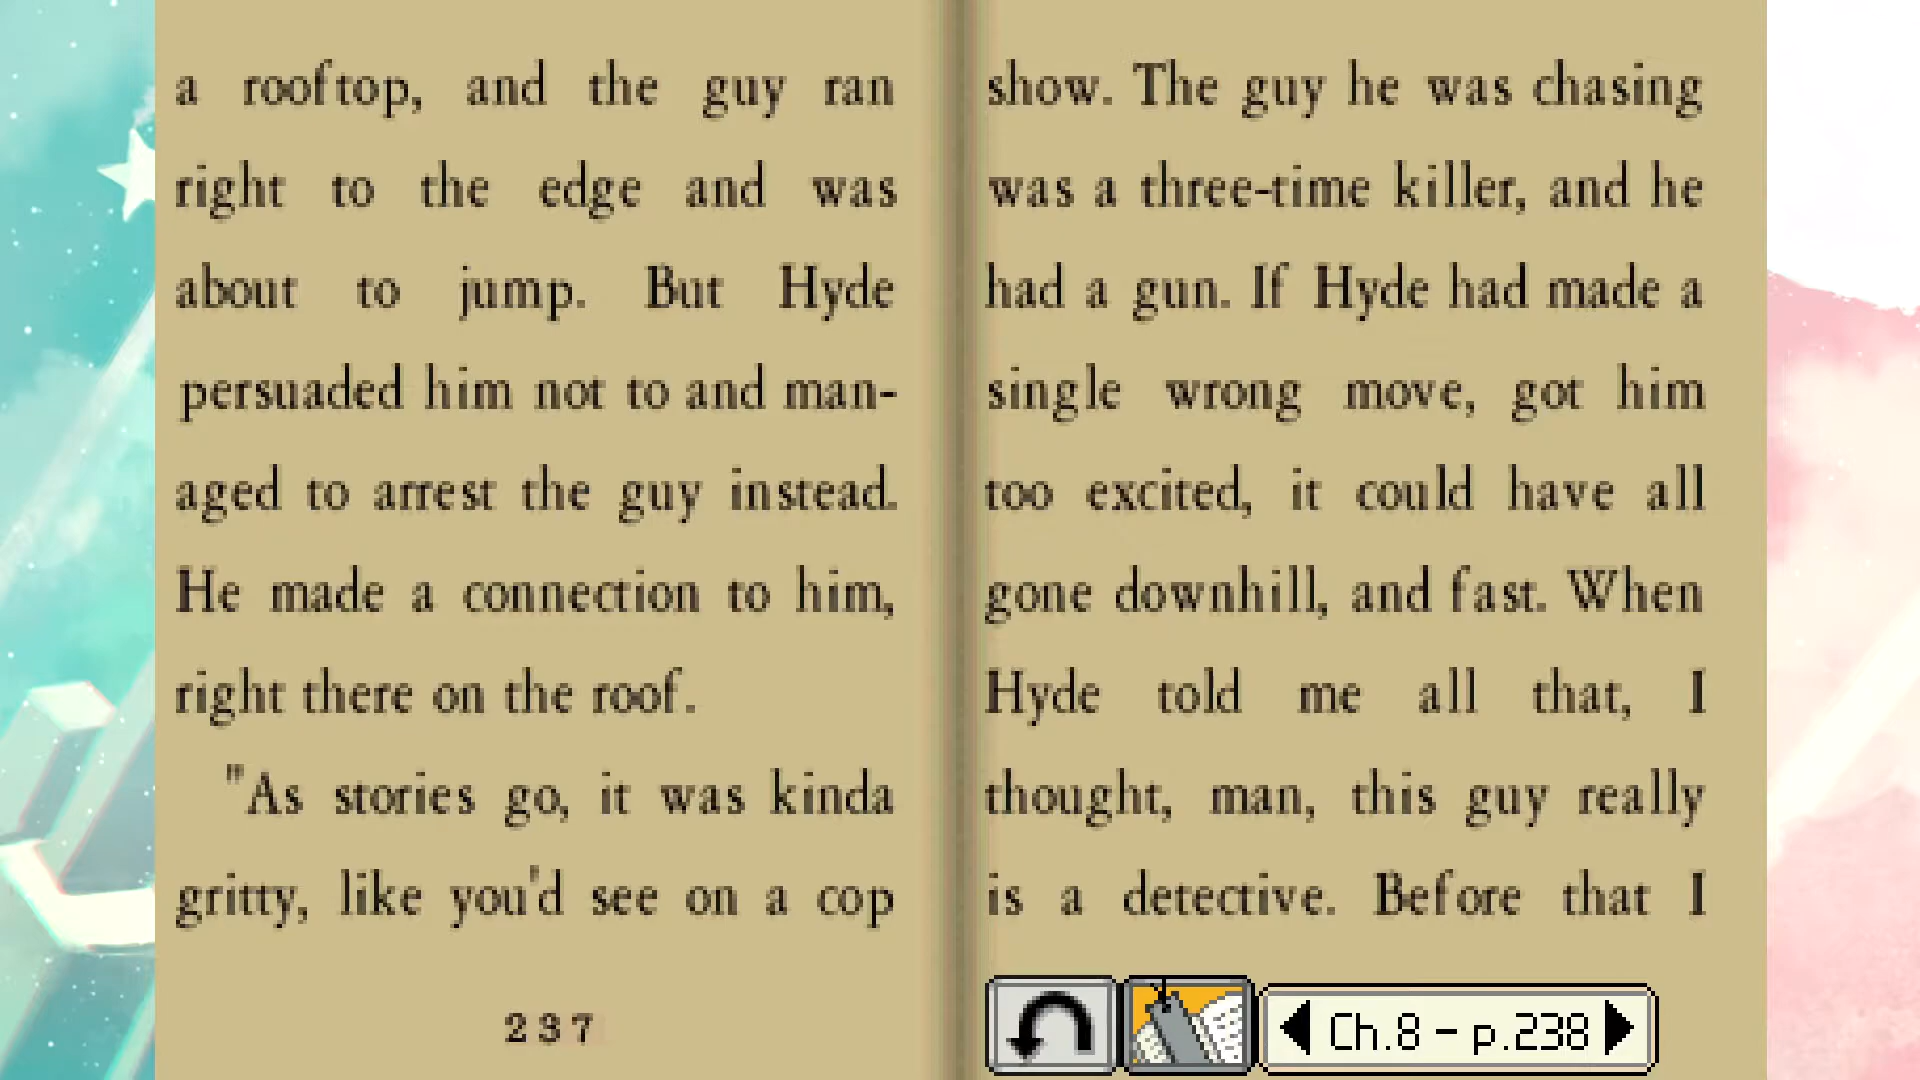 a rooftop, and the guy ran
right to the edge and was
about to jump. But Hyde
persuaded him not to and man-
aged to arrest the guy instead.
He made a connection to him,
right there on the roof.
"As stories go, it was kinda
gritty, like you'd see on a cop
237
show. The guy he was chasing
was a three-time killer, and he
had a gun. If Hyde had made a
single wrong move, got him
too excited, it could have all
gone downhill, and fast. When
Hyde told me all that, I
thought, man, this guy really
is a detective. Before that I
Ch.8 - p.238